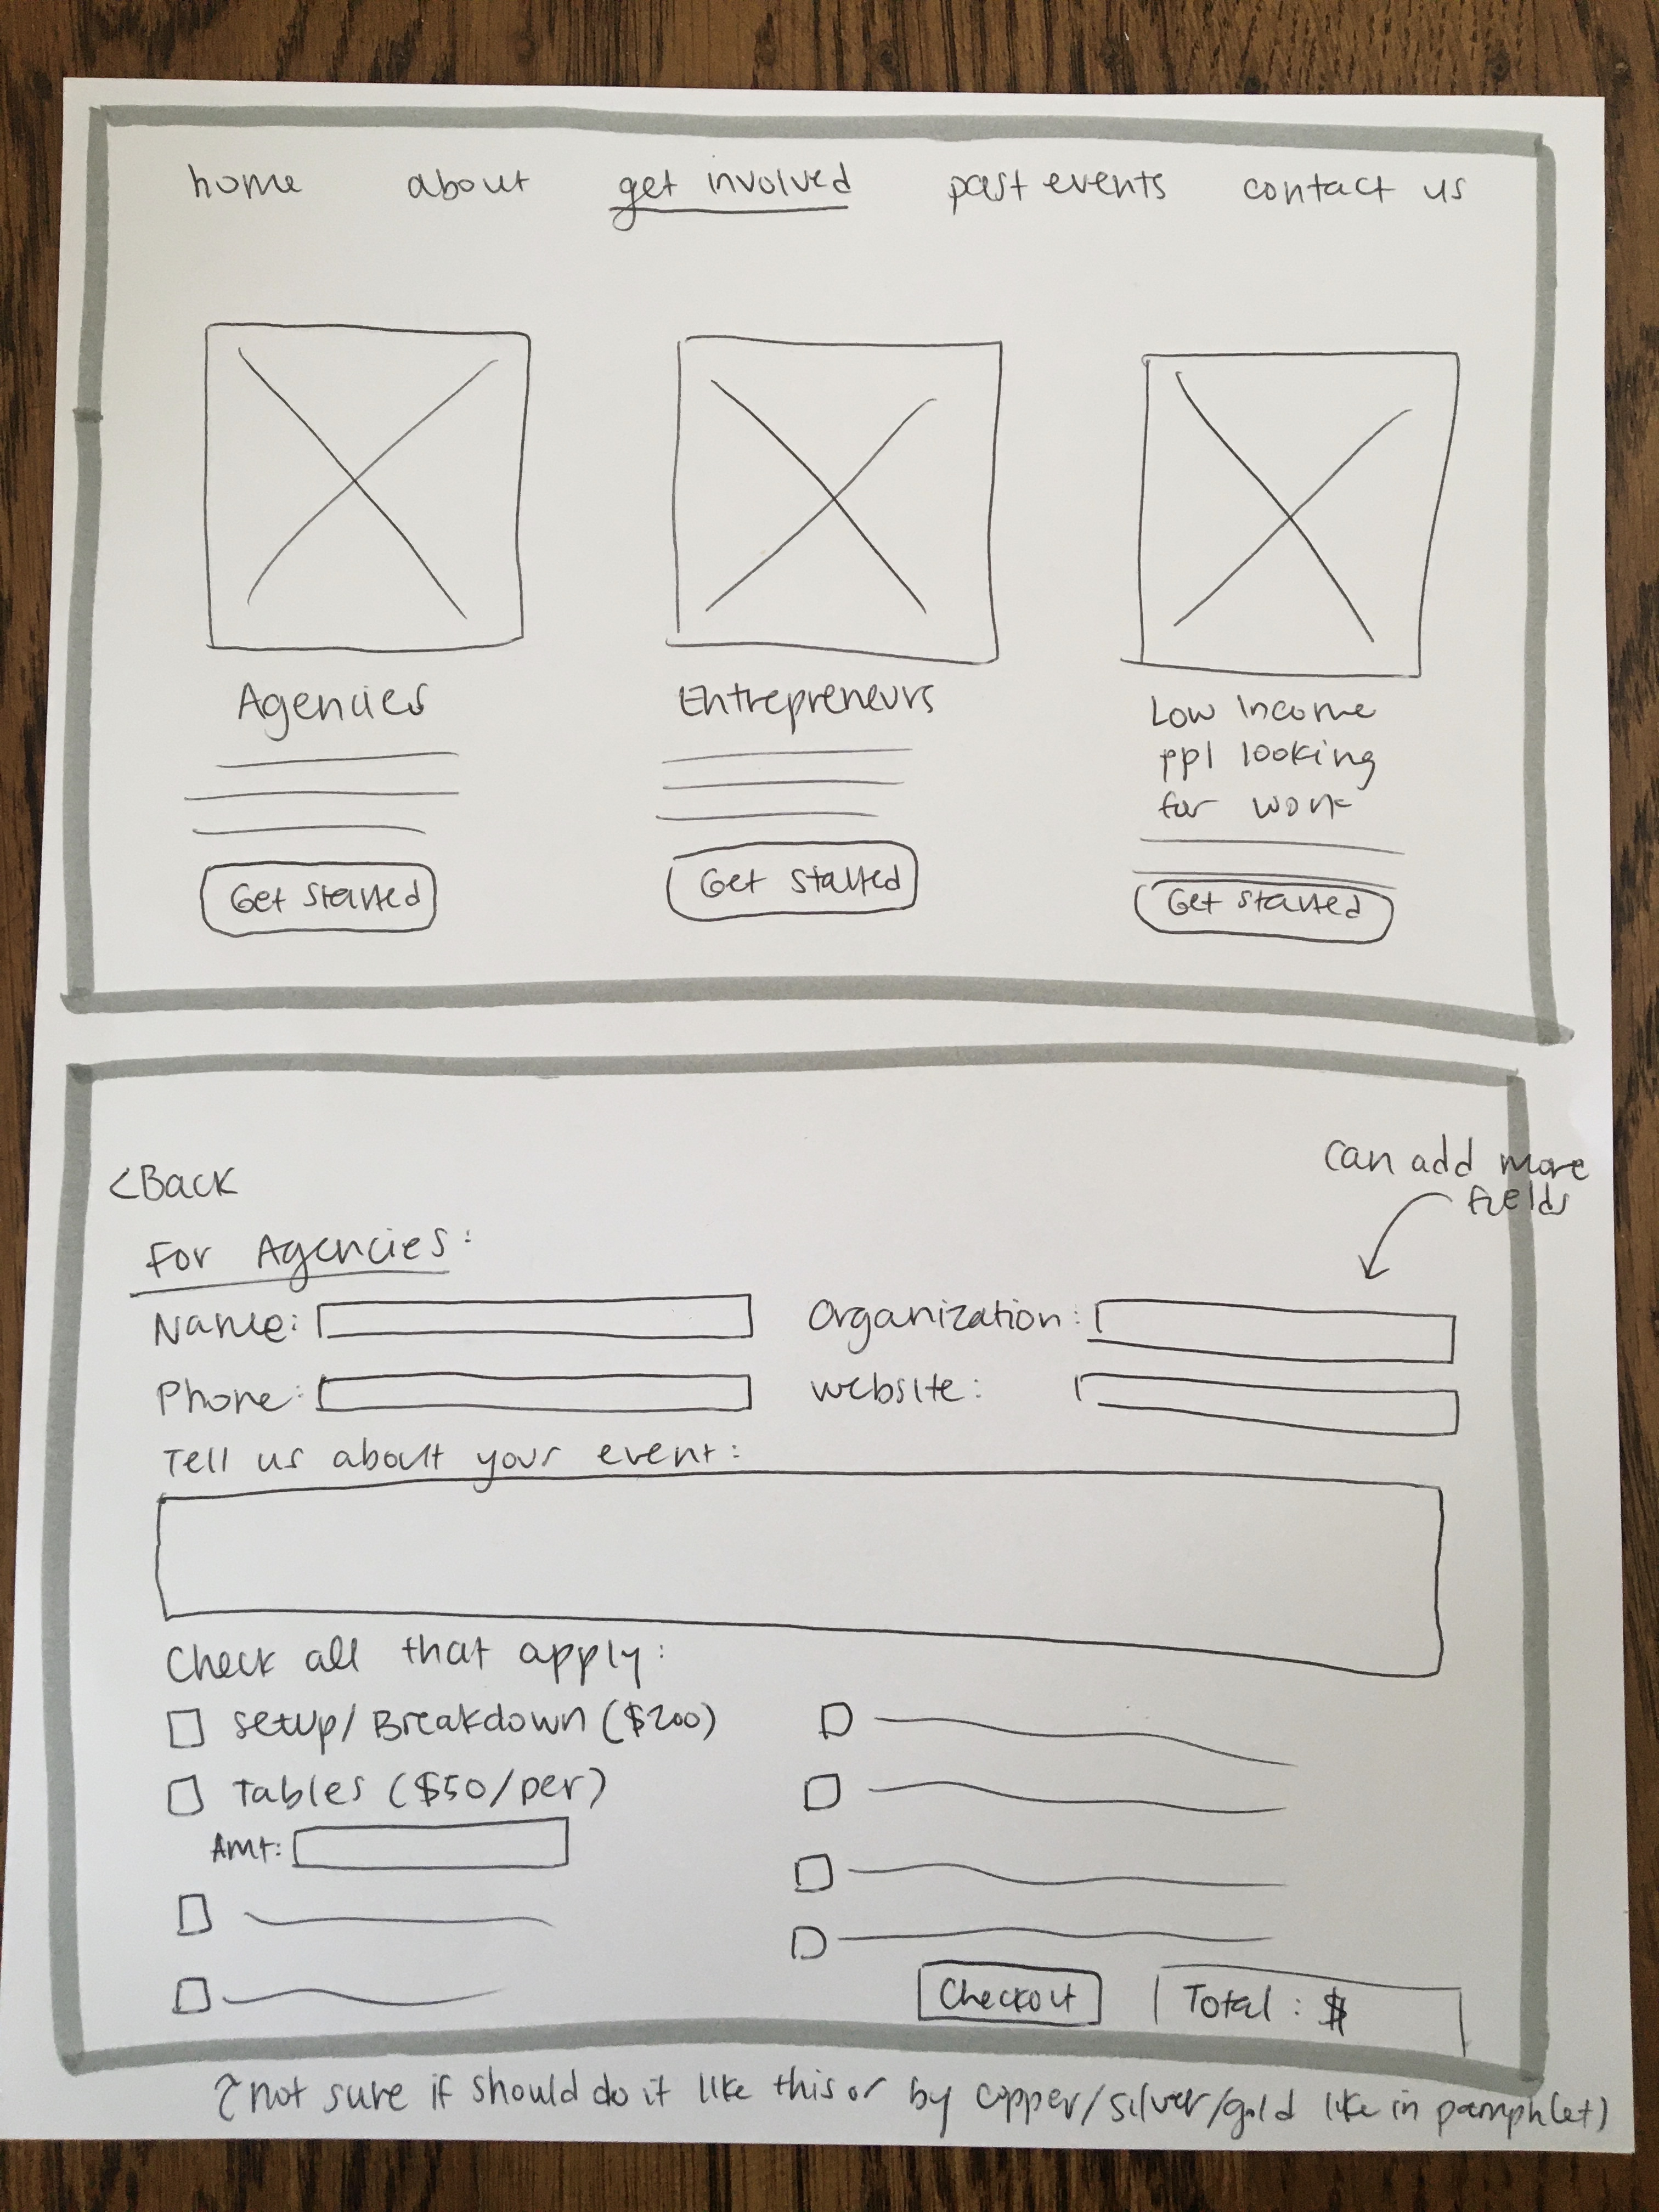 home about get involved past events contact us
Agencies Entrepreneurs Low Income
ppl looking
for work
Get started Get started Get started
<Back
can add more
fields
For Agencies:
Name: Organization:
Phone: website:
Tell us about your event:
Check all that apply:
setup/Breakdown ($200)
Tables ($50/per)
Amt:
Checkout Total: $
not sure if should do it like this or by copper/silver/gold like in pamphlet)